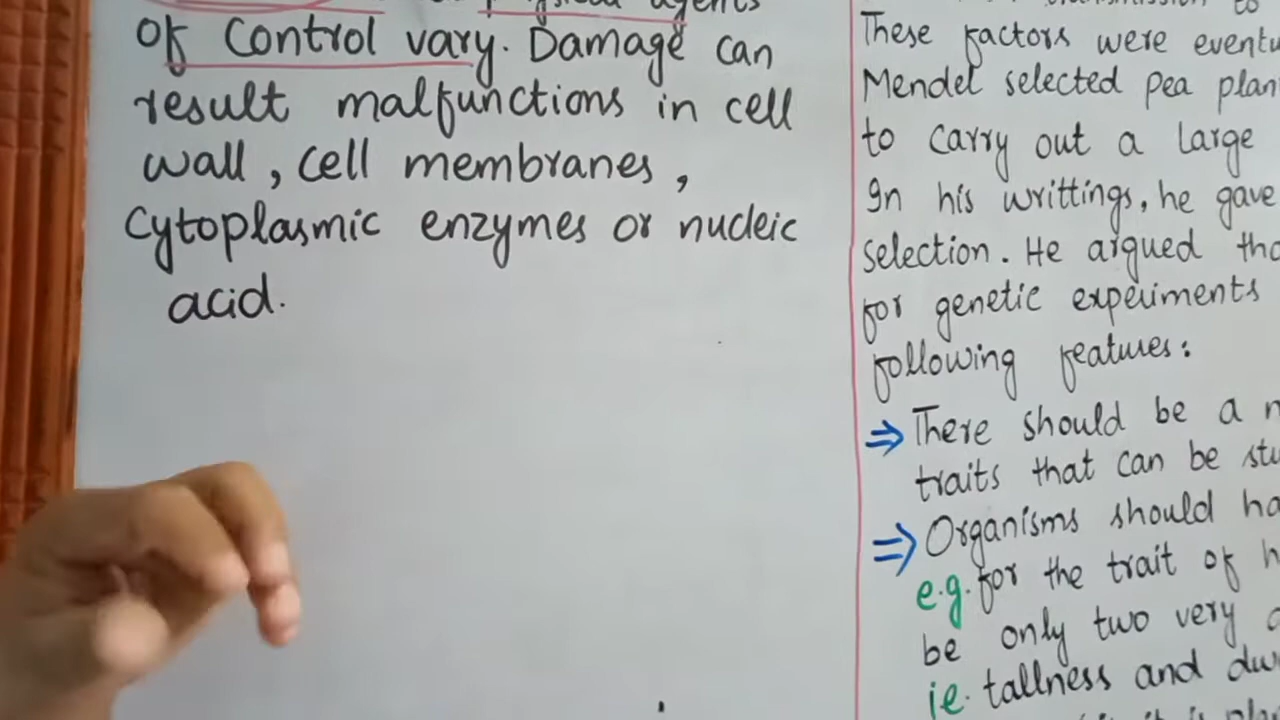 agents
of Control vary. Damage can
result malfunctions in cell
wall, cell membranes,
Cytoplasmic enzymes or nucleic
acid.
to
These factors were
Mendel selected pea
to carry out a large
In his writtings, he gave
selection. He argued
for genetic experiments
following features:
⇒ There should be a
traits that can be
⇒ Organisms should
e.g. for the trait of
be only two very
ie. tallness and